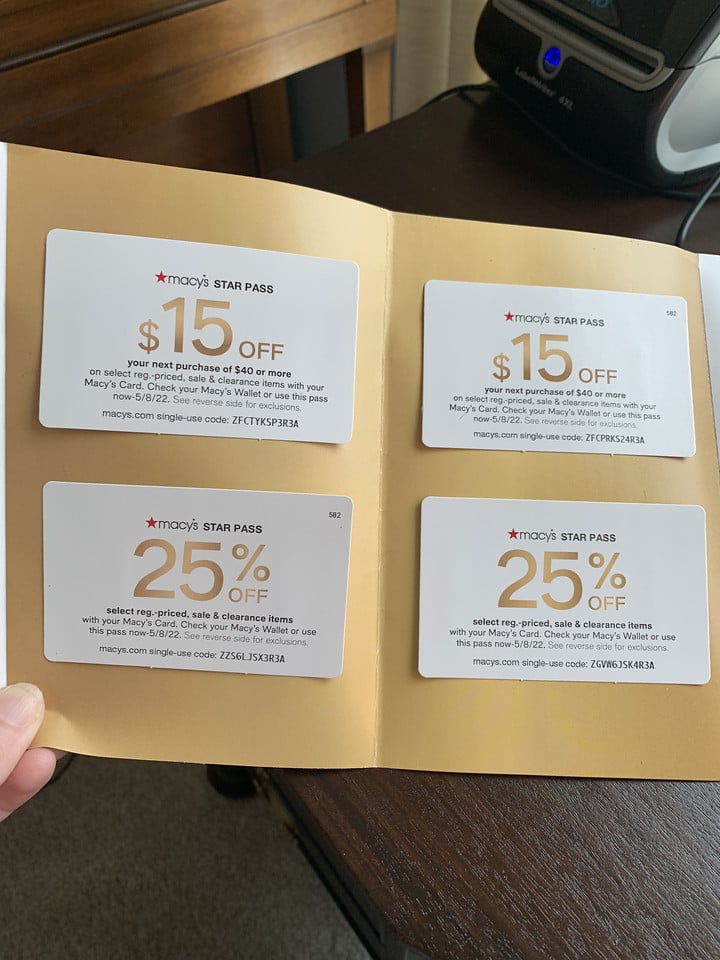 LabelWriter 4XL
macy's STAR PASS
$15 OFF
your next purchase of $40 or more
on select reg.-priced, sale & clearance items with your
Macy's Card. Check your Macy's Wallet or use this pass
now-5/8/22. See reverse side for exclusions.
macys.com single-use code: ZFCTYKSP3R3A
582
macy's STAR PASS
$15 OFF
your next purchase of $40 or more
on select reg.-priced, sale & clearance items with your
Macy's Card. Check your Macy's Wallet or use this pass
now-5/8/22. See reverse side for exclusions.
macys.com single-use code: ZFCPRKS24R3A
582
macy's STAR PASS
25% OFF
select reg.-priced, sale & clearance items
with your Macy's Card. Check your Macy's Wallet or use
this pass now-5/8/22. See reverse side for exclusions.
macys.com single-use code: ZZS6LJSX3R3A
macy's STAR PASS
25% OFF
select reg.-priced, sale & clearance items
with your Macy's Card. Check your Macy's Wallet or use
this pass now-5/8/22. See reverse side for exclusions.
macys.com single-use code: ZGVW6JSK4R3A